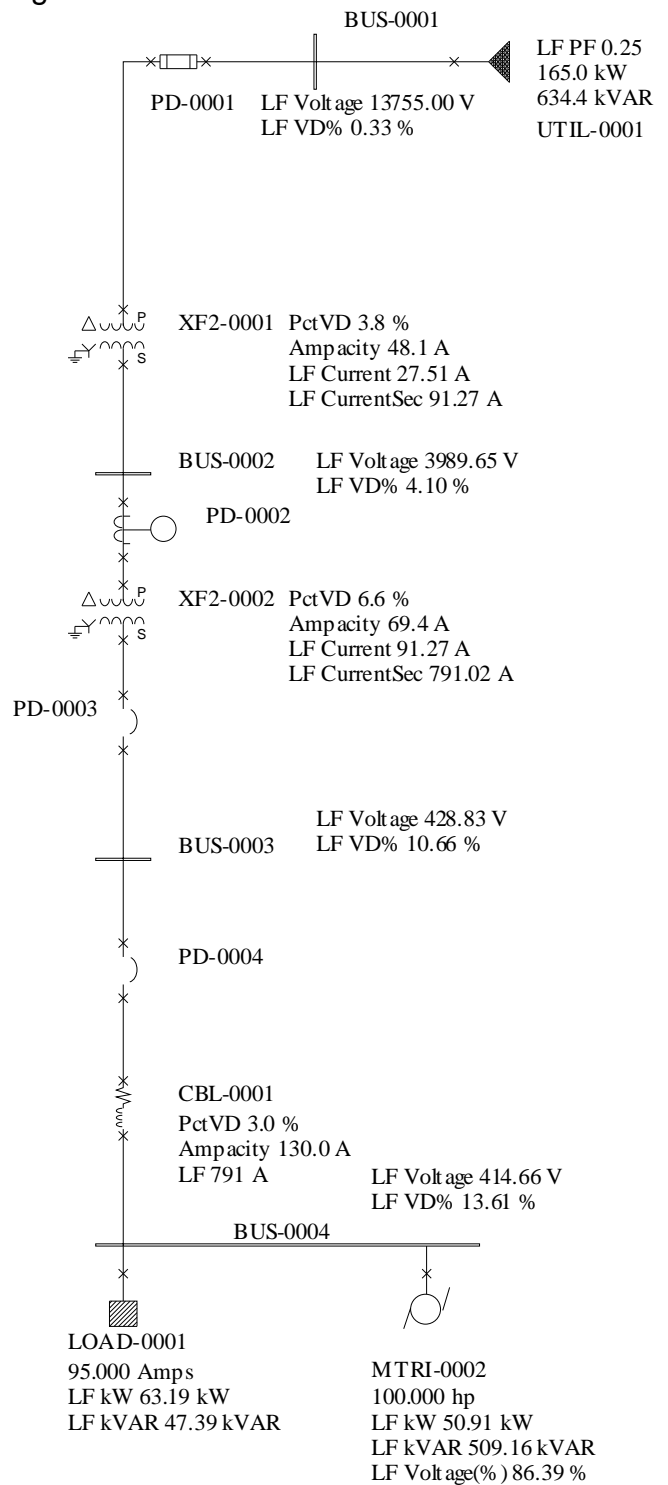 BUS-0001
LF PF 0.25
165.0 kW
634.4 kVAR
UTIL-0001
PD-0001
LF Voltage 13755.00 V
LF VD% 0.33 %
P
S
XF2-0001
PctVD 3.8 %
Ampacity 48.1 A
LF Current 27.51 A
LF CurrentSec 91.27 A
BUS-0002
LF Voltage 3989.65 V
LF VD% 4.10 %
PD-0002
P
S
XF2-0002
PctVD 6.6 %
Ampacity 69.4 A
LF Current 91.27 A
LF CurrentSec 791.02 A
PD-0003
LF Voltage 428.83 V
LF VD% 10.66 %
BUS-0003
PD-0004
CBL-0001
PctVD 3.0 %
Ampacity 130.0 A
LF 791 A
LF Voltage 414.66 V
LF VD% 13.61 %
BUS-0004
LOAD-0001
95.000 Amps
LF kW 63.19 kW
LF kVAR 47.39 kVAR
MTRI-0002
100.000 hp
LF kW 50.91 kW
LF kVAR 509.16 kVAR
LF Voltage(%) 86.39 %